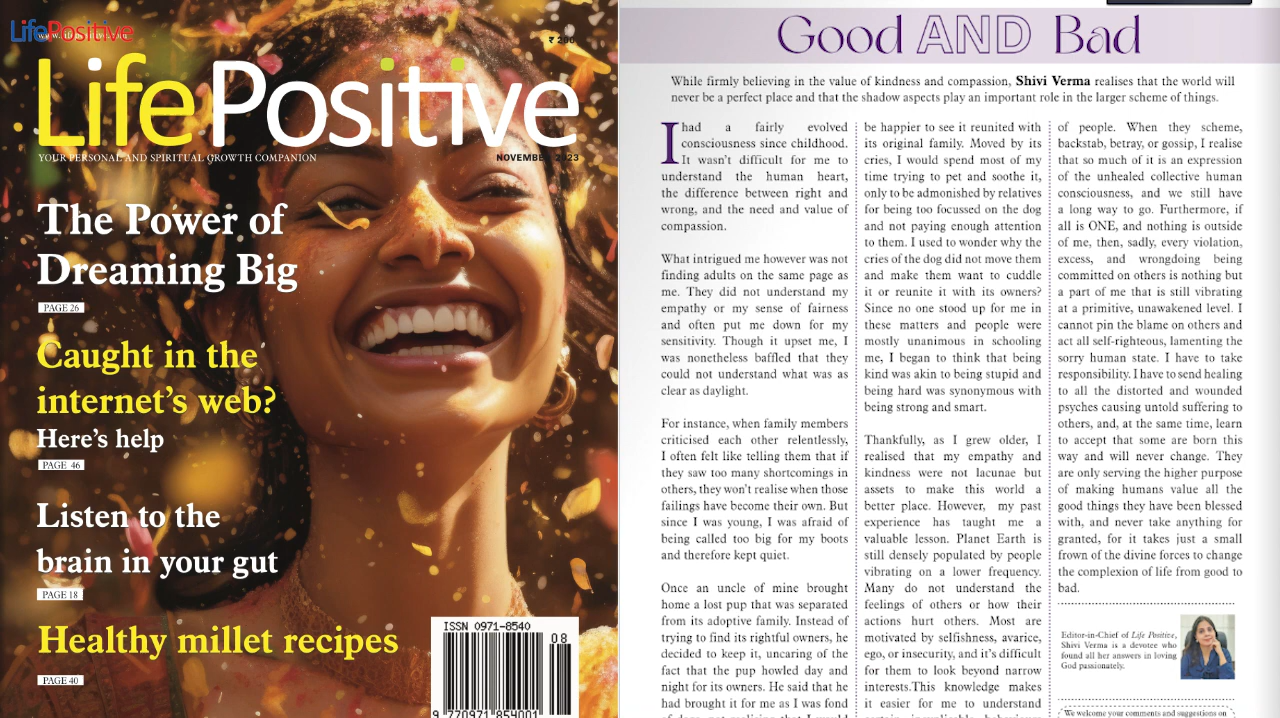 LifePositive
₹ 200
LifePositive
YOUR PERSONAL AND SPIRITUAL GROWTH COMPANION
NOVEMBER 2023
The Power of
Dreaming Big
PAGE 26
Caught in the
internet's web?
Here's help
PAGE 46
Listen to the
brain in your gut
PAGE 18
Healthy millet recipes
PAGE 40
ISSN 0971-8540
08
9 770971 854001
Good AND Bad
While firmly believing in the value of kindness and compassion, Shivi Verma realises that the world will
never be a perfect place and that the shadow aspects play an important role in the larger scheme of things.
I had a fairly evolved
consciousness since childhood.
It wasn't difficult for me to
understand the human heart,
the difference between right and
wrong, and the need and value of
compassion.
What intrigued me however was not
finding adults on the same page as
me. They did not understand my
empathy or my sense of fairness
and often put me down for my
sensitivity. Though it upset me, I
was nonetheless baffled that they
could not understand what was as
clear as daylight.
For instance, when family members
criticised each other relentlessly,
I often felt like telling them that if
they saw too many shortcomings in
others, they won't realise when those
failings have become their own. But
since I was young, I was afraid of
being called too big for my boots
and therefore kept quiet.
Once an uncle of mine brought
home a lost pup that was separated
from its adoptive family. Instead of
trying to find its rightful owners, he
decided to keep it, uncaring of the
fact that the pup howled day and
night for its owners. He said that he
had brought it for me as I was fond
be happier to see it reunited with
its original family. Moved by its
cries, I would spend most of my
time trying to pet and soothe it,
only to be admonished by relatives
for being too focussed on the dog
and not paying enough attention
to them. I used to wonder why the
cries of the dog did not move them
and make them want to cuddle
it or reunite it with its owners?
Since no one stood up for me in
these matters and people were
mostly unanimous in schooling
me, I began to think that being
kind was akin to being stupid and
being hard was synonymous with
being strong and smart.
Thankfully, as I grew older, I
realised that my empathy and
kindness were not lacunae but
assets to make this world a
better place. However, my past
experience has taught me a
valuable lesson. Planet Earth is
still densely populated by people
vibrating on a lower frequency.
Many do not understand the
feelings of others or how their
actions hurt others. Most are
motivated by selfishness, avarice,
ego, or insecurity, and it's difficult
for them to look beyond narrow
interests.This knowledge makes
it easier for me to understand
of people. When they scheme,
backstab, betray, or gossip, I realise
that so much of it is an expression
of the unhealed collective human
consciousness, and we still have
a long way to go. Furthermore, if
all is ONE, and nothing is outside
of me, then, sadly, every violation,
excess, and wrongdoing being
committed on others is nothing but
a part of me that is still vibrating
at a primitive, unawakened level. I
cannot pin the blame on others and
act all self-righteous, lamenting the
sorry human state. I have to take
responsibility. I have to send healing
to all the distorted and wounded
psyches causing untold suffering to
others, and, at the same time, learn
to accept that some are born this
way and will never change. They
are only serving the higher purpose
of making humans value all the
good things they have been blessed
with, and never take anything for
granted, for it takes just a small
frown of the divine forces to change
the complexion of life from good to
bad.
Editor-in-Chief of Life Positive,
Shivi Verma is a devotee who
found all her answers in loving
God passionately.
We welcome your comments and suggestions on